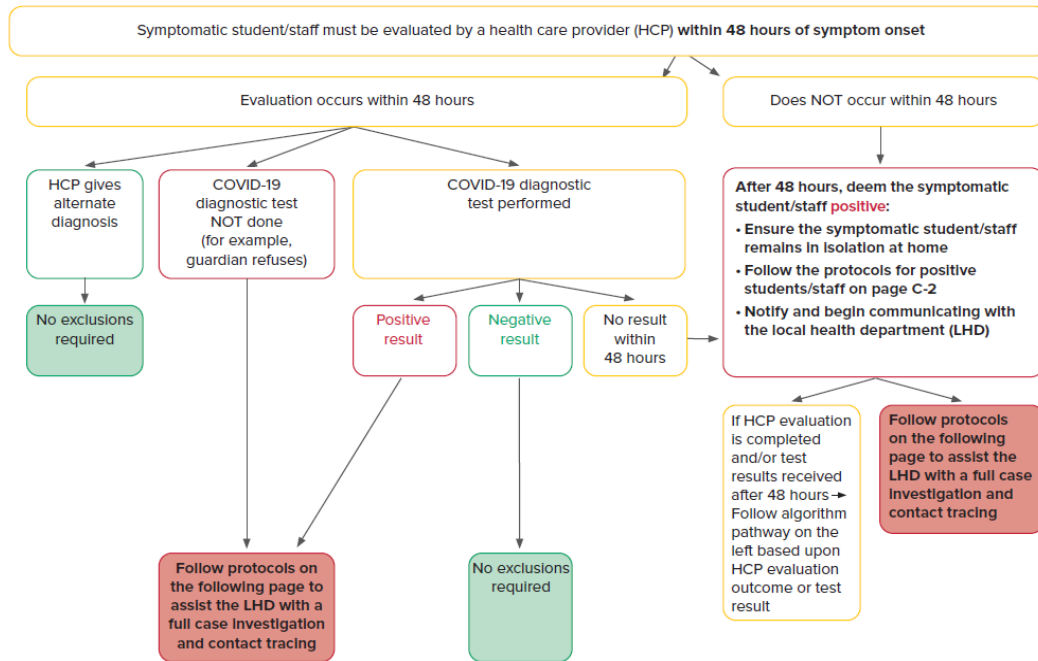 Symptomatic student/staff must be evaluated by a health care provider (HCP) within 48 hours of symptom onset
Evaluation occurs within 48 hours
Does NOT occur within 48 hours
HCP gives
alternate
diagnosis
COVID-19
diagnostic test
NOT done
(for example,
guardian refuses)
COVID-19 diagnostic
test performed
After 48 hours, deem the symptomatic
student/staff positive:
• Ensure the symptomatic student/staff
remains in isolation at home
• Follow the protocols for positive
students/staff on page C-2
• Notify and begin communicating with
the local health department (LHD)
No exclusions
required
Positive
result
Negative
result
No result
within
48 hours
If HCP evaluation
is completed
and/or test
results received
after 48 hours →
Follow algorithm
pathway on the
left based upon
HCP evaluation
outcome or test
result
Follow protocols
on the following
page to assist the
LHD with a full case
investigation and
contact tracing
Follow protocols on
the following page to
assist the LHD with a
full case investigation
and contact tracing
No exclusions
required